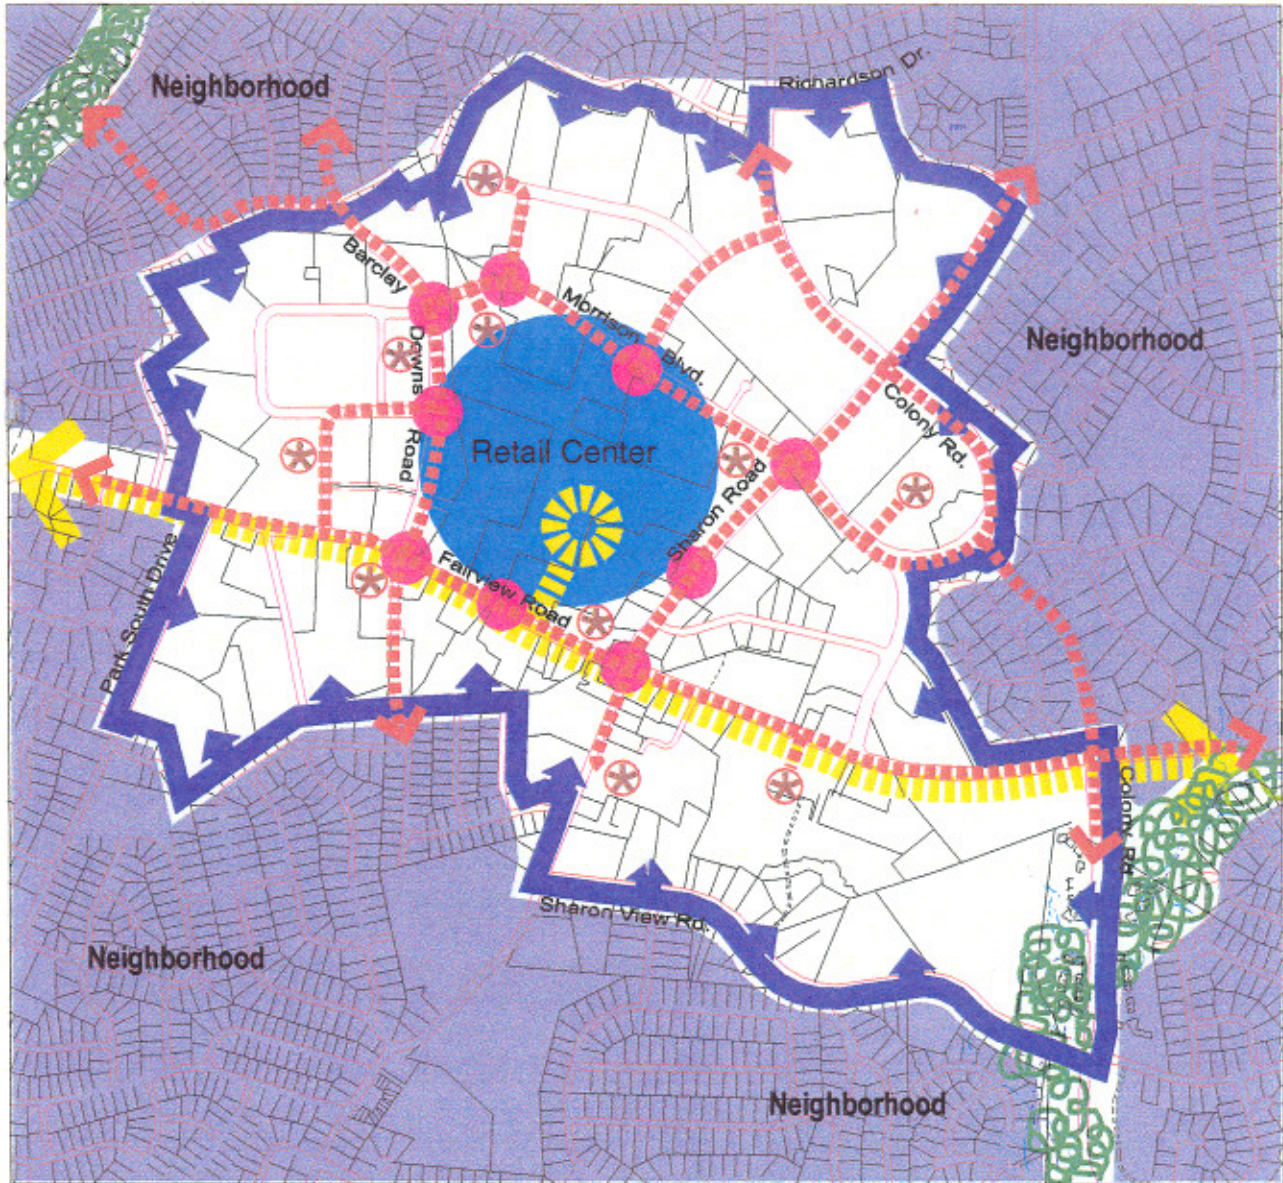 Richardson Dr.
Neighborhood
Barclay
Downs
Road
Morrison
Blvd.
Neighborhood
Colony Rd.
Retail Center
Sharon Road
Park South Drive
Fairview Road
Colony Rd
Sharon View Rd.
Neighborhood
Neighborhood